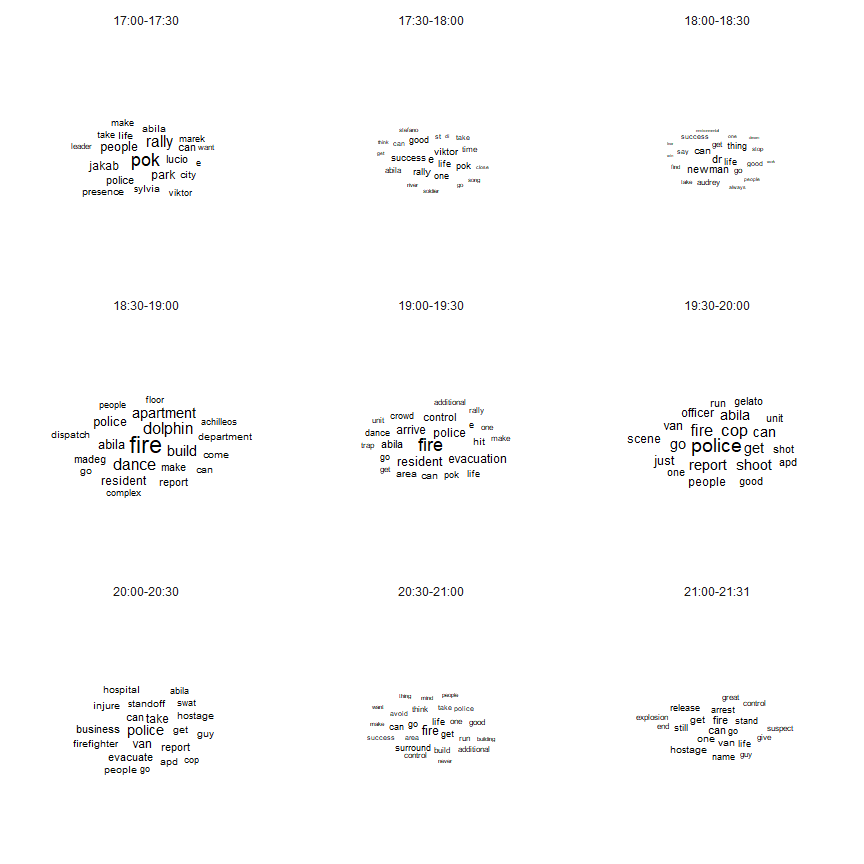 17:00-17:30
17:30-18:00
18:00-18:30
make
abila
take life
marek
leader
people
rally
can
want
pok
lucio
e
jakab
park
city
police
presence
sylvia
viktor
stefano
good
st
di
take
think
can
get
viktor
time
success
e
life
pok
close
abila
rally
one
song
river
soldier
go
environmental
success
one
get
thing
stop
say
can
dr
life
good
find
newman
go
lake
audrey
people
always
18:30-19:00
19:00-19:30
19:30-20:00
people
floor
apartment
police
achilleos
dolphin
dispatch
department
abila
fire
build
come
madeg
dance
make
can
go
resident
report
complex
additional
rally
unit
crowd
control
e
one
dance
arrive
police
make
trap
abila
fire
hit
go
resident
evacuation
get
area
can
pok
life
run
gelato
officer
abila
unit
van
fire
cop
can
scene
go
police
get
shot
just
report
shoot
apd
one
people
good
20:00-20:30
20:30-21:00
21:00-21:31
hospital
abila
injure
standoff
swat
can
take
hostage
business
police
get
guy
firefighter
van
report
evacuate
apd
cop
people
go
thing
mind
people
want
avoid
think
take
police
make
can
go
life
one
good
fire
get
success
area
run
building
surround
build
additional
control
never
great
release
arrest
control
explosion
get
fire
stand
end
still
can
go
suspect
one
van
life
give
hostage
name
guy